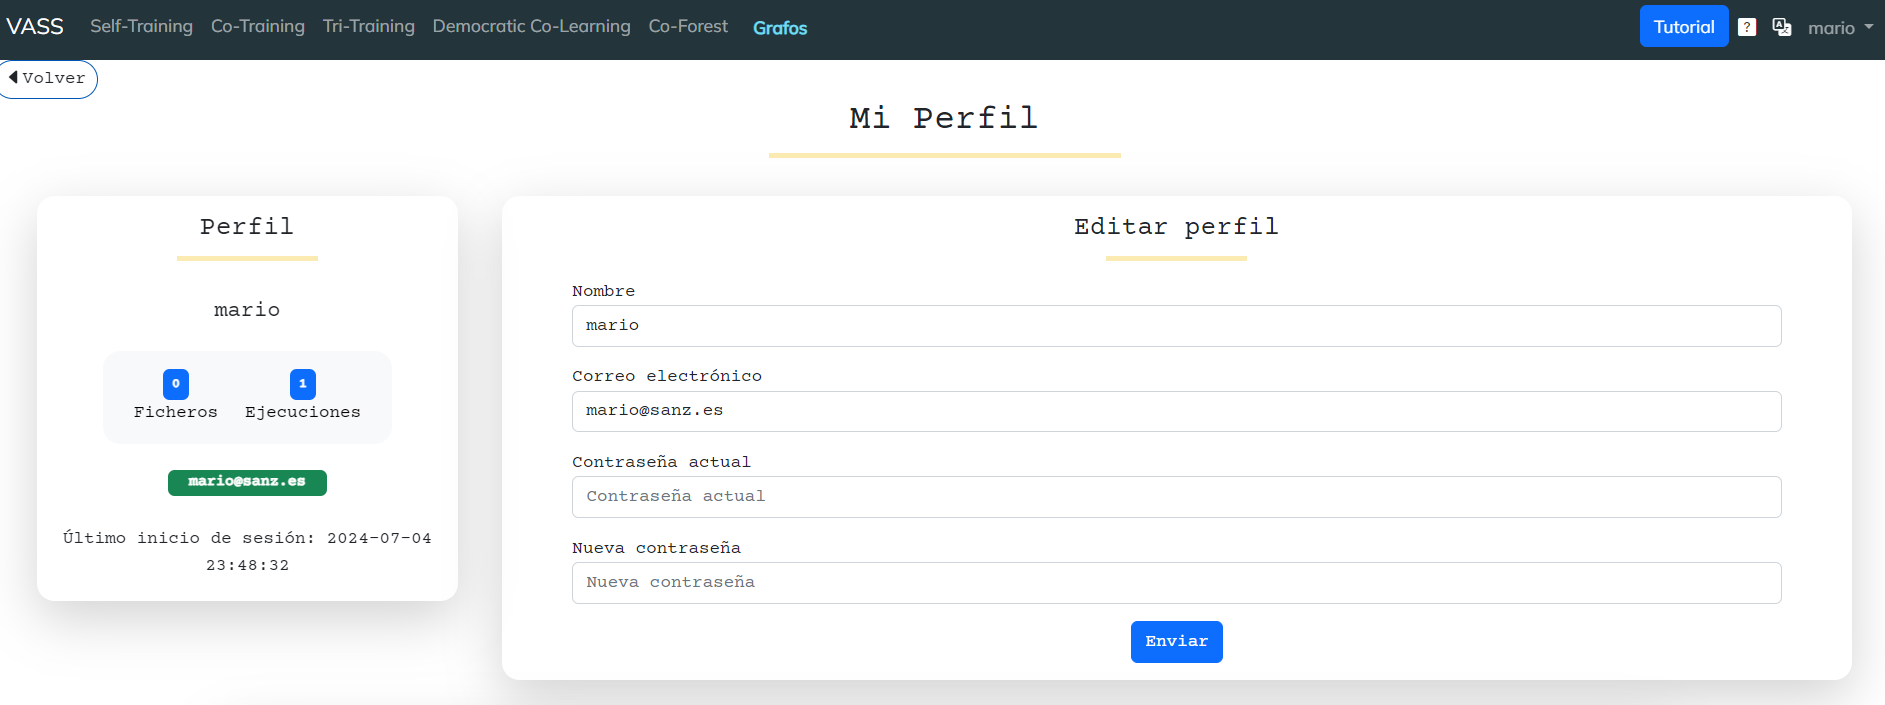 VASS Self-Training Co-Training Tri-Training Democratic Co-Learning Co-Forest Grafos Tutorial ? mario
Volver
Mi Perfil
Perfil
mario
0 1
Ficheros Ejecuciones
mario@sanz.es
Último inicio de sesión: 2024-07-04
23:48:32
Editar perfil
Nombre
mario
Correo electrónico
mario@sanz.es
Contraseña actual
Contraseña actual
Nueva contraseña
Nueva contraseña
Enviar